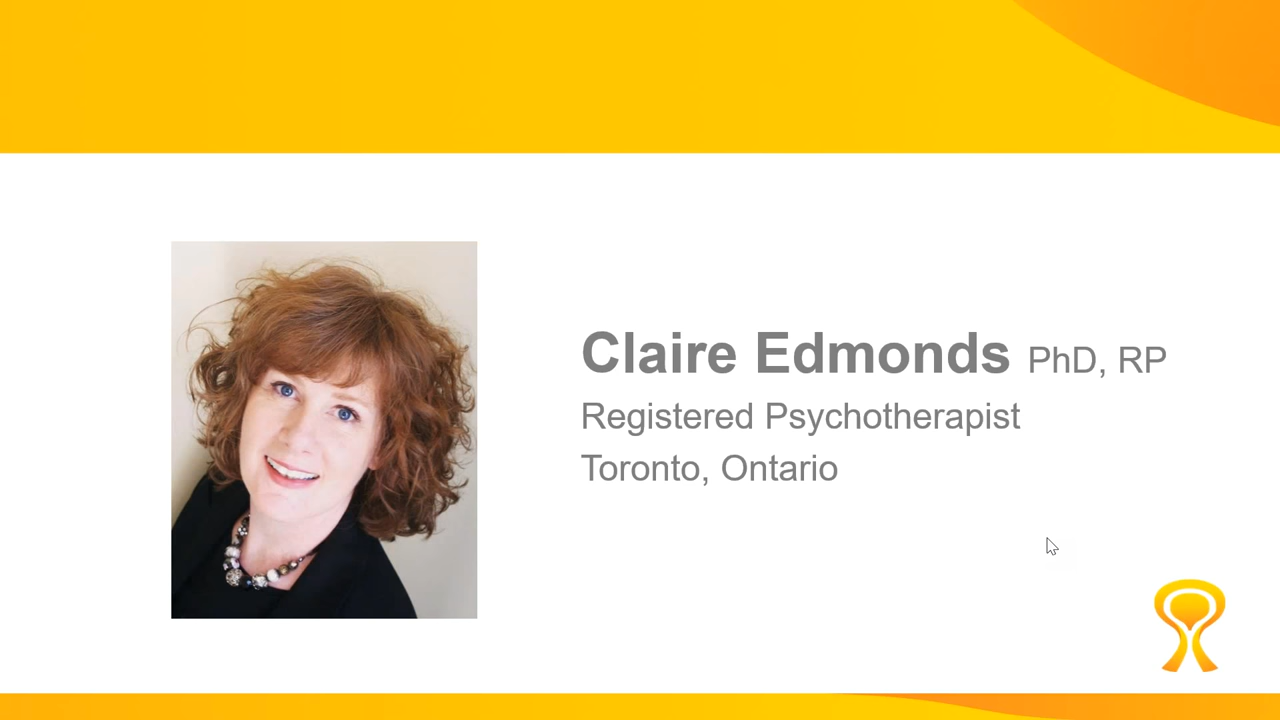 Claire Edmonds PhD, RP
Registered Psychotherapist
Toronto, Ontario